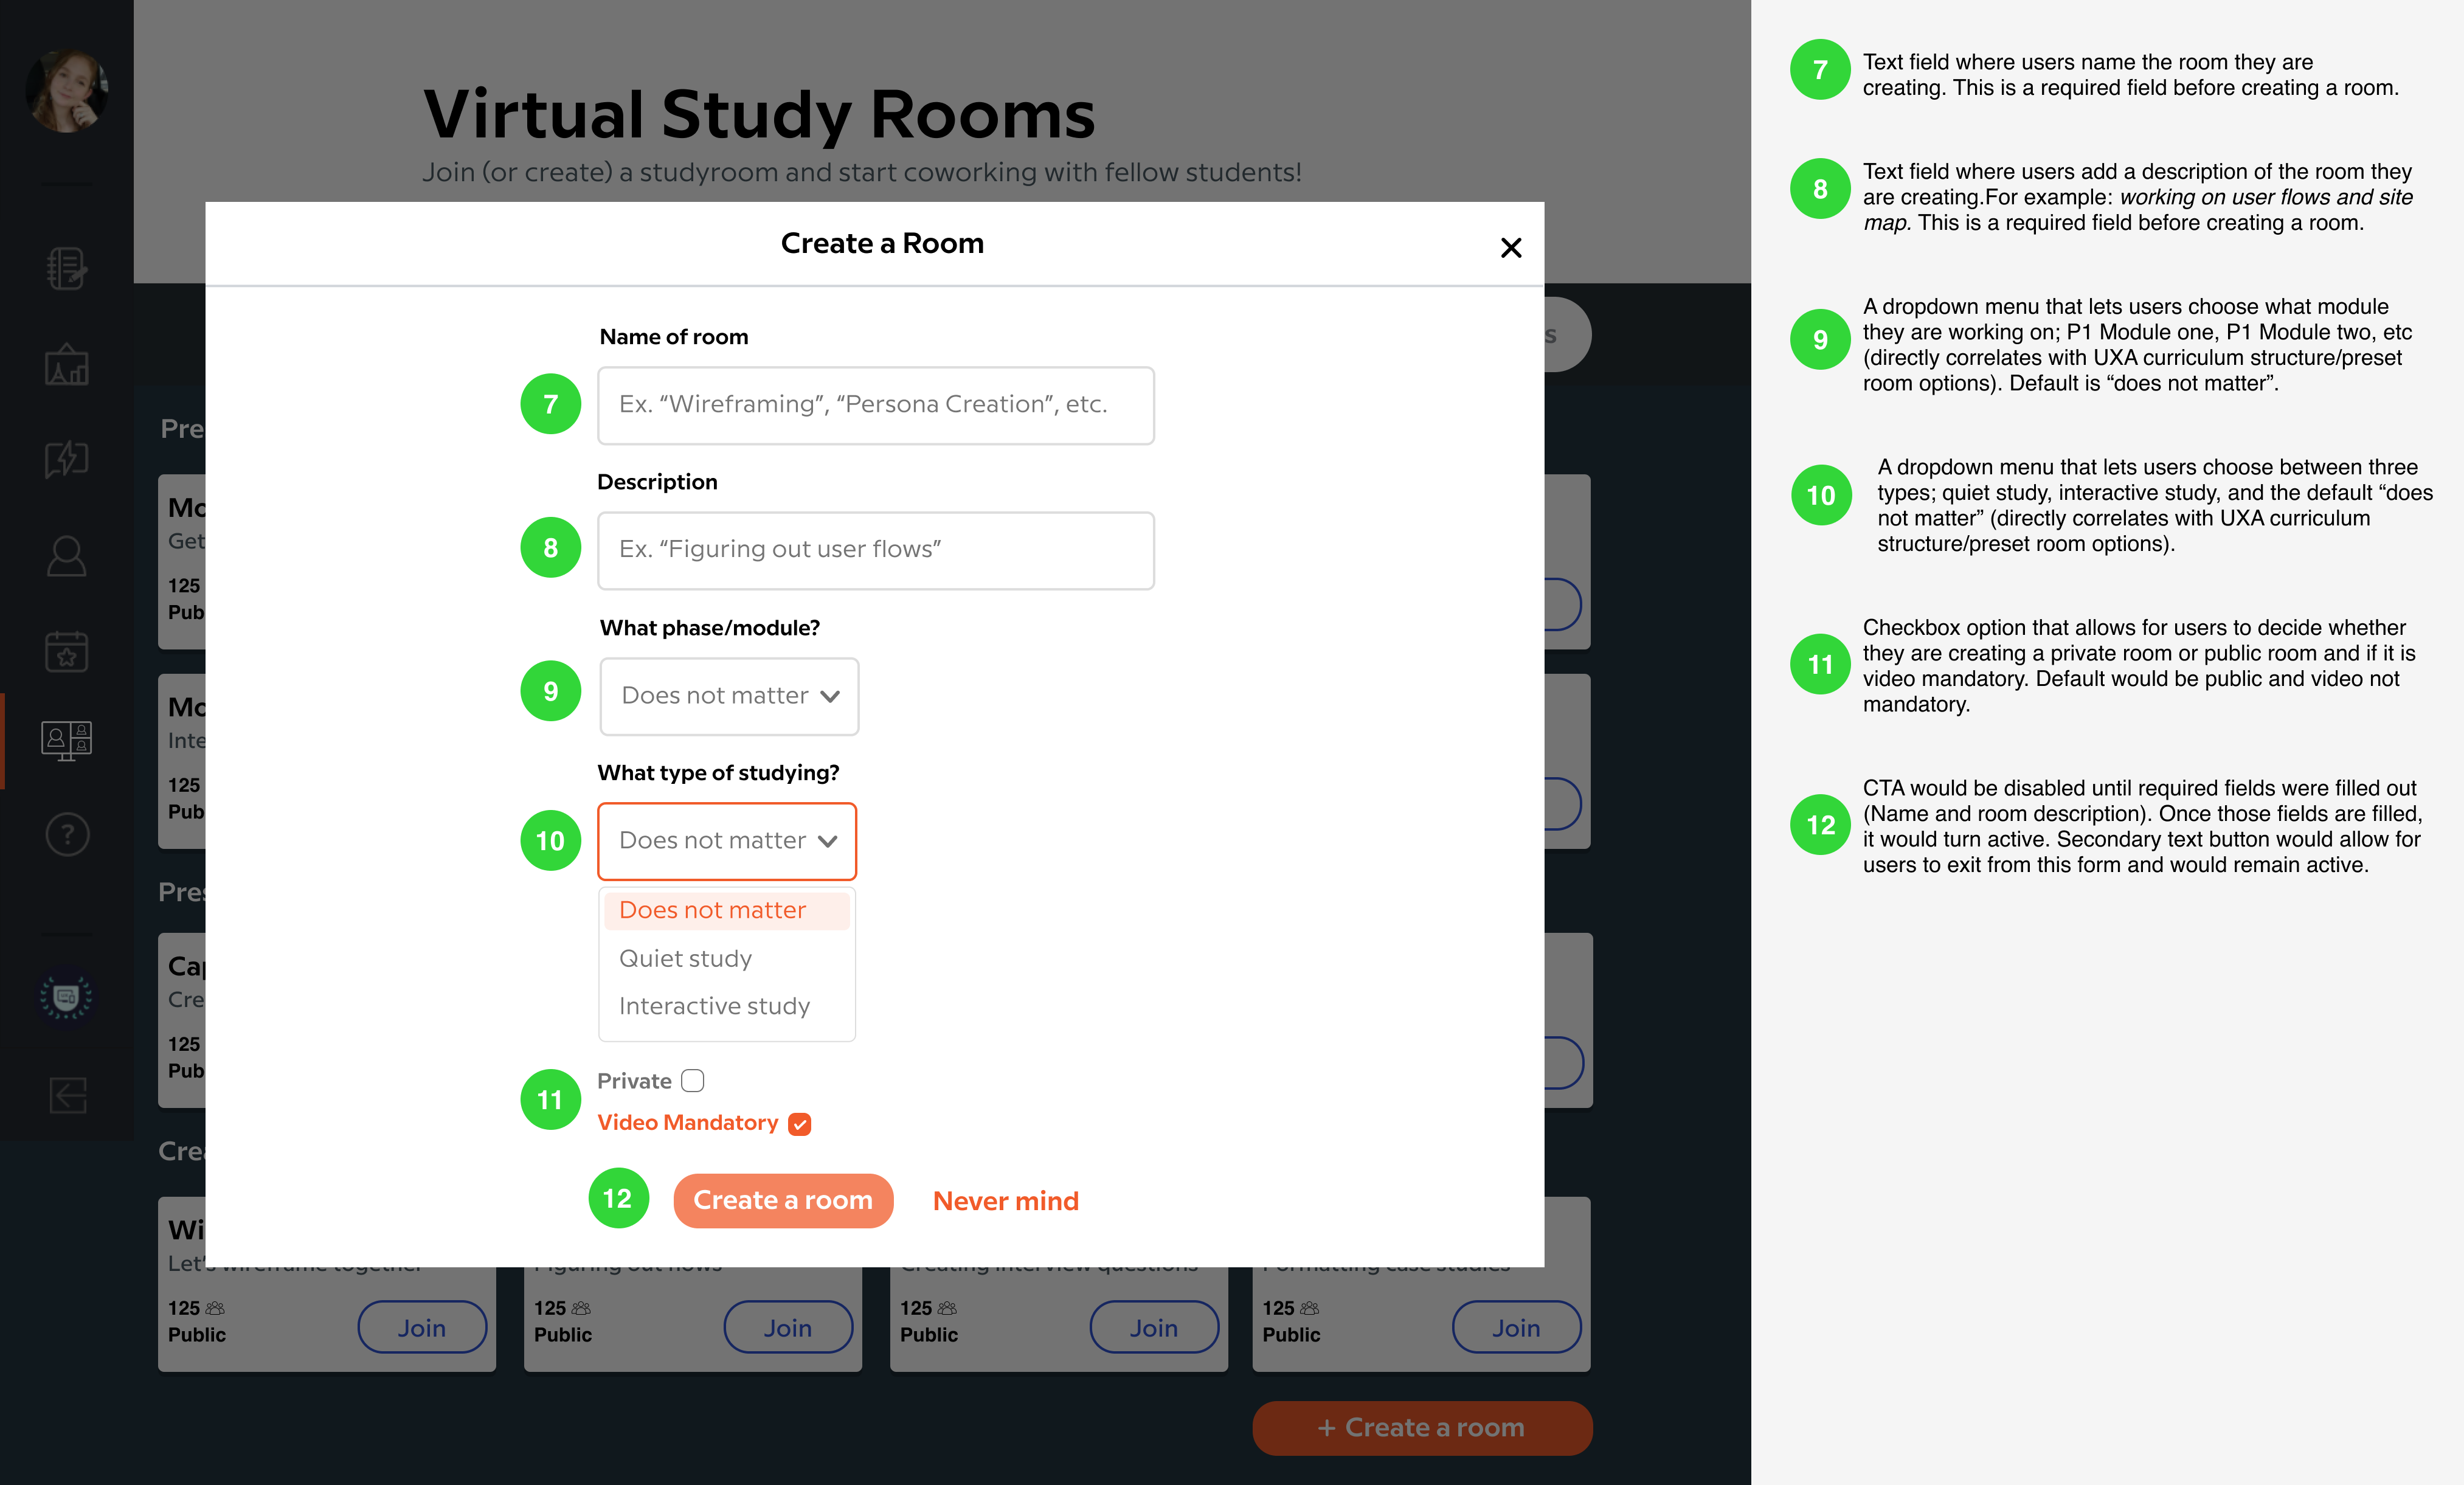 Virtual Study Rooms
Join (or create) a studyroom and start coworking with fellow students!
Create a Room
s
Name of room
7
Ex. “Wireframing”, “Persona Creation”, etc.
Pre
Description
Mo
Get
8
Ex. “Figuring out user flows”
125
Pub
What phase/module?
9
Does not matter
Mo
Inte
What type of studying?
125
Pub
10
Does not matter
Pres
Does not matter
Quiet study
Interactive study
Cap
Cre
125
Pub
11
Private
Video Mandatory
Crea
12
Create a room
Never mind
Wi
Let's wireframe together
Figuring out flows
Creating interview questions
Formatting case studies
125
Public
Join
125
Public
Join
125
Public
Join
125
Public
Join
+ Create a room
?
7
Text field where users name the room they are
creating. This is a required field before creating a room.
8
Text field where users add a description of the room they
are creating.For example: working on user flows and site
map. This is a required field before creating a room.
9
A dropdown menu that lets users choose what module
they are working on; P1 Module one, P1 Module two, etc
(directly correlates with UXA curriculum structure/preset
room options). Default is “does not matter”.
10
A dropdown menu that lets users choose between three
types; quiet study, interactive study, and the default “does
not matter” (directly correlates with UXA curriculum
structure/preset room options).
11
Checkbox option that allows for users to decide whether
they are creating a private room or public room and if it is
video mandatory. Default would be public and video not
mandatory.
12
CTA would be disabled until required fields were filled out
(Name and room description). Once those fields are filled,
it would turn active. Secondary text button would allow for
users to exit from this form and would remain active.